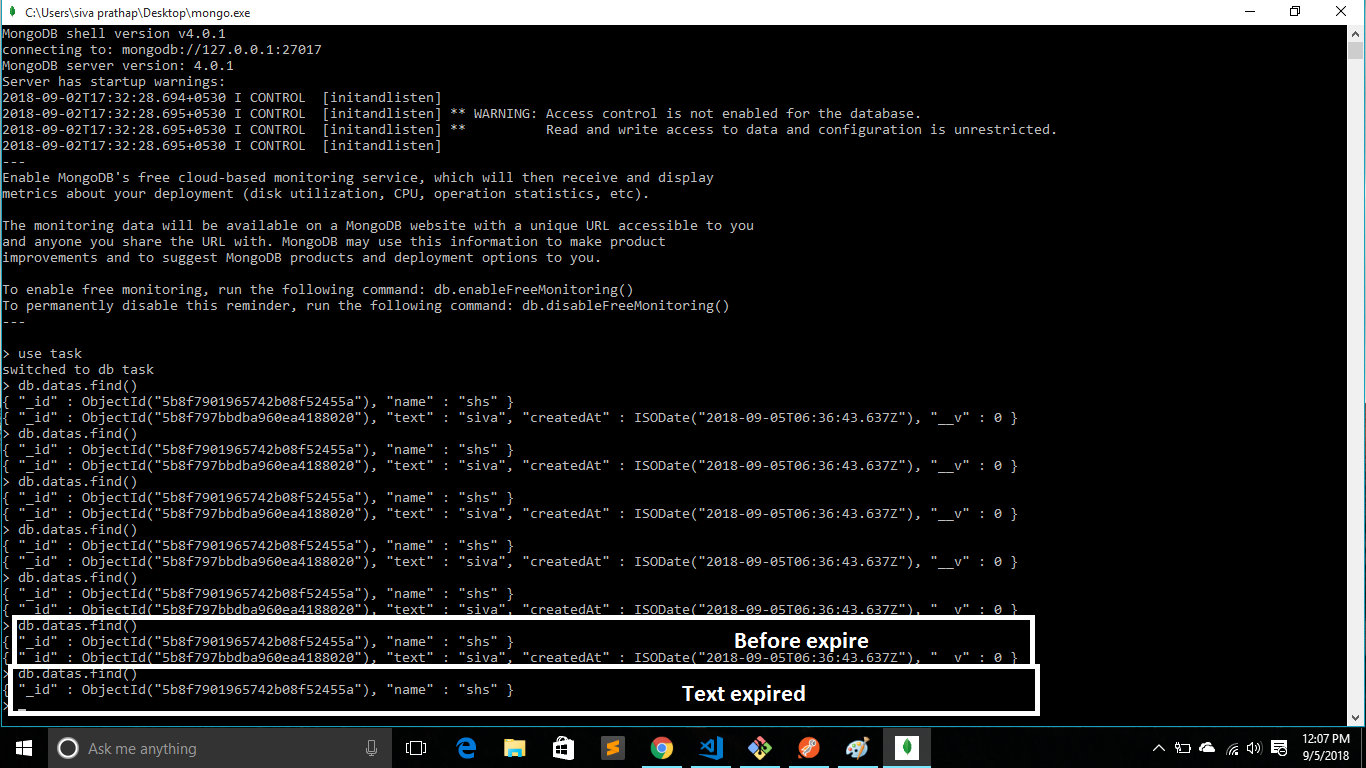 C:\Users\siva prathap\Desktop\mongo.exe
MongoDB shell version v4.0.1
connecting to: mongodb://127.0.0.1:27017
MongoDB server version: 4.0.1
Server has startup warnings:
2018-09-02T17:32:28.694+0530 I CONTROL  [initandlisten]
2018-09-02T17:32:28.695+0530 I CONTROL  [initandlisten] ** WARNING: Access control is not enabled for the database.
2018-09-02T17:32:28.695+0530 I CONTROL  [initandlisten] **          Read and write access to data and configuration is unrestricted.
2018-09-02T17:32:28.695+0530 I CONTROL  [initandlisten]
---
Enable MongoDB's free cloud-based monitoring service, which will then receive and display
metrics about your deployment (disk utilization, CPU, operation statistics, etc).
The monitoring data will be available on a MongoDB website with a unique URL accessible to you
and anyone you share the URL with. MongoDB may use this information to make product
improvements and to suggest MongoDB products and deployment options to you.
To enable free monitoring, run the following command: db.enableFreeMonitoring()
To permanently disable this reminder, run the following command: db.disableFreeMonitoring()
---
> use task
switched to db task
> db.datas.find()
{ "_id" : ObjectId("5b8f7901965742b08f52455a"), "name" : "shs" }
{ "_id" : ObjectId("5b8f797bbdba960ea4188020"), "text" : "siva", "createdAt" : ISODate("2018-09-05T06:36:43.637Z"), "__v" : 0 }
> db.datas.find()
{ "_id" : ObjectId("5b8f7901965742b08f52455a"), "name" : "shs" }
{ "_id" : ObjectId("5b8f797bbdba960ea4188020"), "text" : "siva", "createdAt" : ISODate("2018-09-05T06:36:43.637Z"), "__v" : 0 }
> db.datas.find()
{ "_id" : ObjectId("5b8f7901965742b08f52455a"), "name" : "shs" }
{ "_id" : ObjectId("5b8f797bbdba960ea4188020"), "text" : "siva", "createdAt" : ISODate("2018-09-05T06:36:43.637Z"), "__v" : 0 }
> db.datas.find()
{ "_id" : ObjectId("5b8f7901965742b08f52455a"), "name" : "shs" }
{ "_id" : ObjectId("5b8f797bbdba960ea4188020"), "text" : "siva", "createdAt" : ISODate("2018-09-05T06:36:43.637Z"), "__v" : 0 }
> db.datas.find()
{ "_id" : ObjectId("5b8f7901965742b08f52455a"), "name" : "shs" }
{ "_id" : ObjectId("5b8f797bbdba960ea4188020"), "text" : "siva", "createdAt" : ISODate("2018-09-05T06:36:43.637Z"), "__v" : 0 }
> db.datas.find()
{ "_id" : ObjectId("5b8f7901965742b08f52455a"), "name" : "shs" } Before expire
{ "_id" : ObjectId("5b8f797bbdba960ea4188020"), "text" : "siva", "createdAt" : ISODate("2018-09-05T06:36:43.637Z"), "__v" : 0 }
> db.datas.find()
{ "_id" : ObjectId("5b8f7901965742b08f52455a"), "name" : "shs" } Text expired
> _
Ask me anything
12:07 PM
9/5/2018